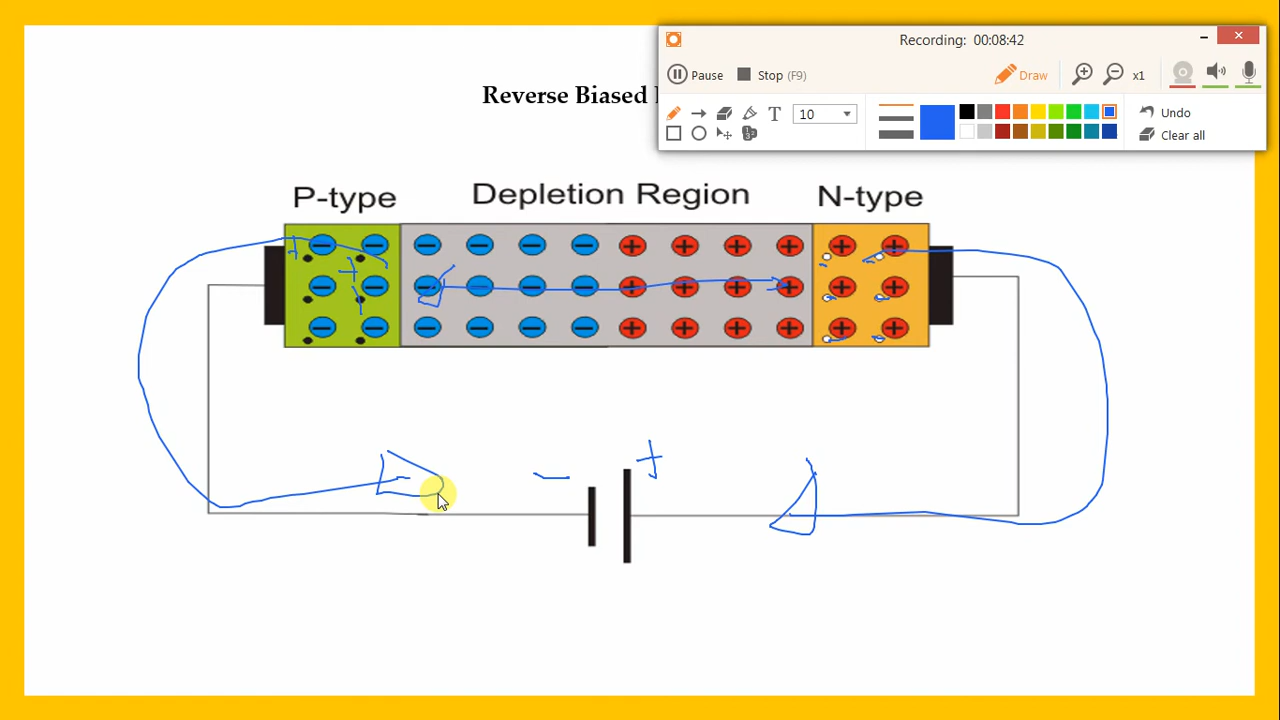 Recording: 00:08:42
Pause Stop (F9) Draw x1
T 10 Undo
Clear all
Reverse Biased
P-type Depletion Region N-type
- +